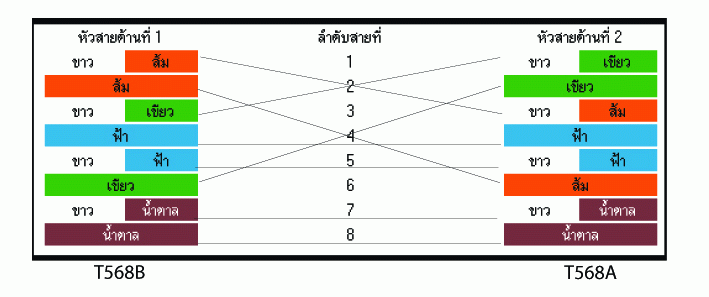 หัวสายด้านที่ 1 ลำดับสายที่ หัวสายด้านที่ 2
ขาว ส้ม 1 ขาว เขียว
ส้ม 2 เขียว
ขาว เขียว 3 ขาว ส้ม
ฟ้า 4 ฟ้า
ขาว ฟ้า 5 ขาว ฟ้า
เขียว 6 ส้ม
ขาว น้ำตาล 7 ขาว น้ำตาล
น้ำตาล 8 น้ำตาล
T568B T568A